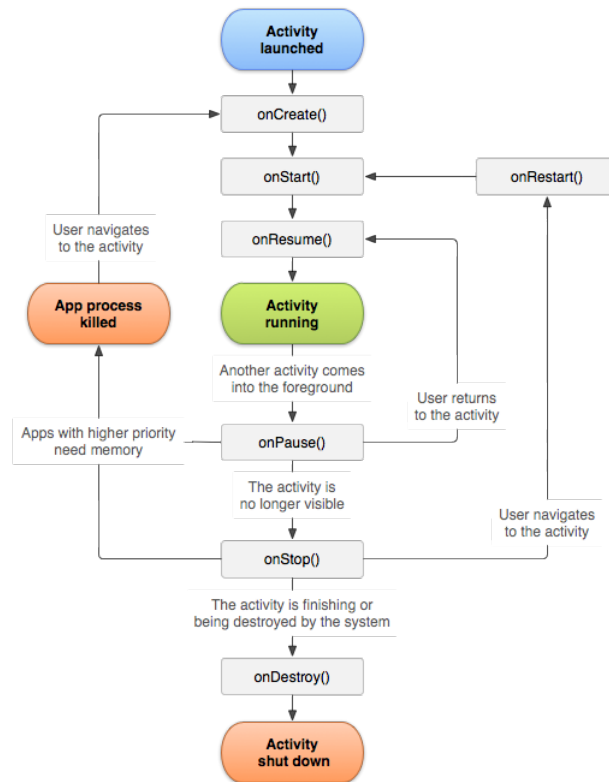 Activity
launched
onCreate()
onStart()
onRestart()
User navigates
to the activity
onResume()
App process
killed
Activity
running
Another activity comes
into the foreground
User returns
to the activity
Apps with higher priority
need memory
onPause()
The activity is
no longer visible
User navigates
to the activity
onStop()
The activity is finishing or
being destroyed by the system
onDestroy()
Activity
shut down